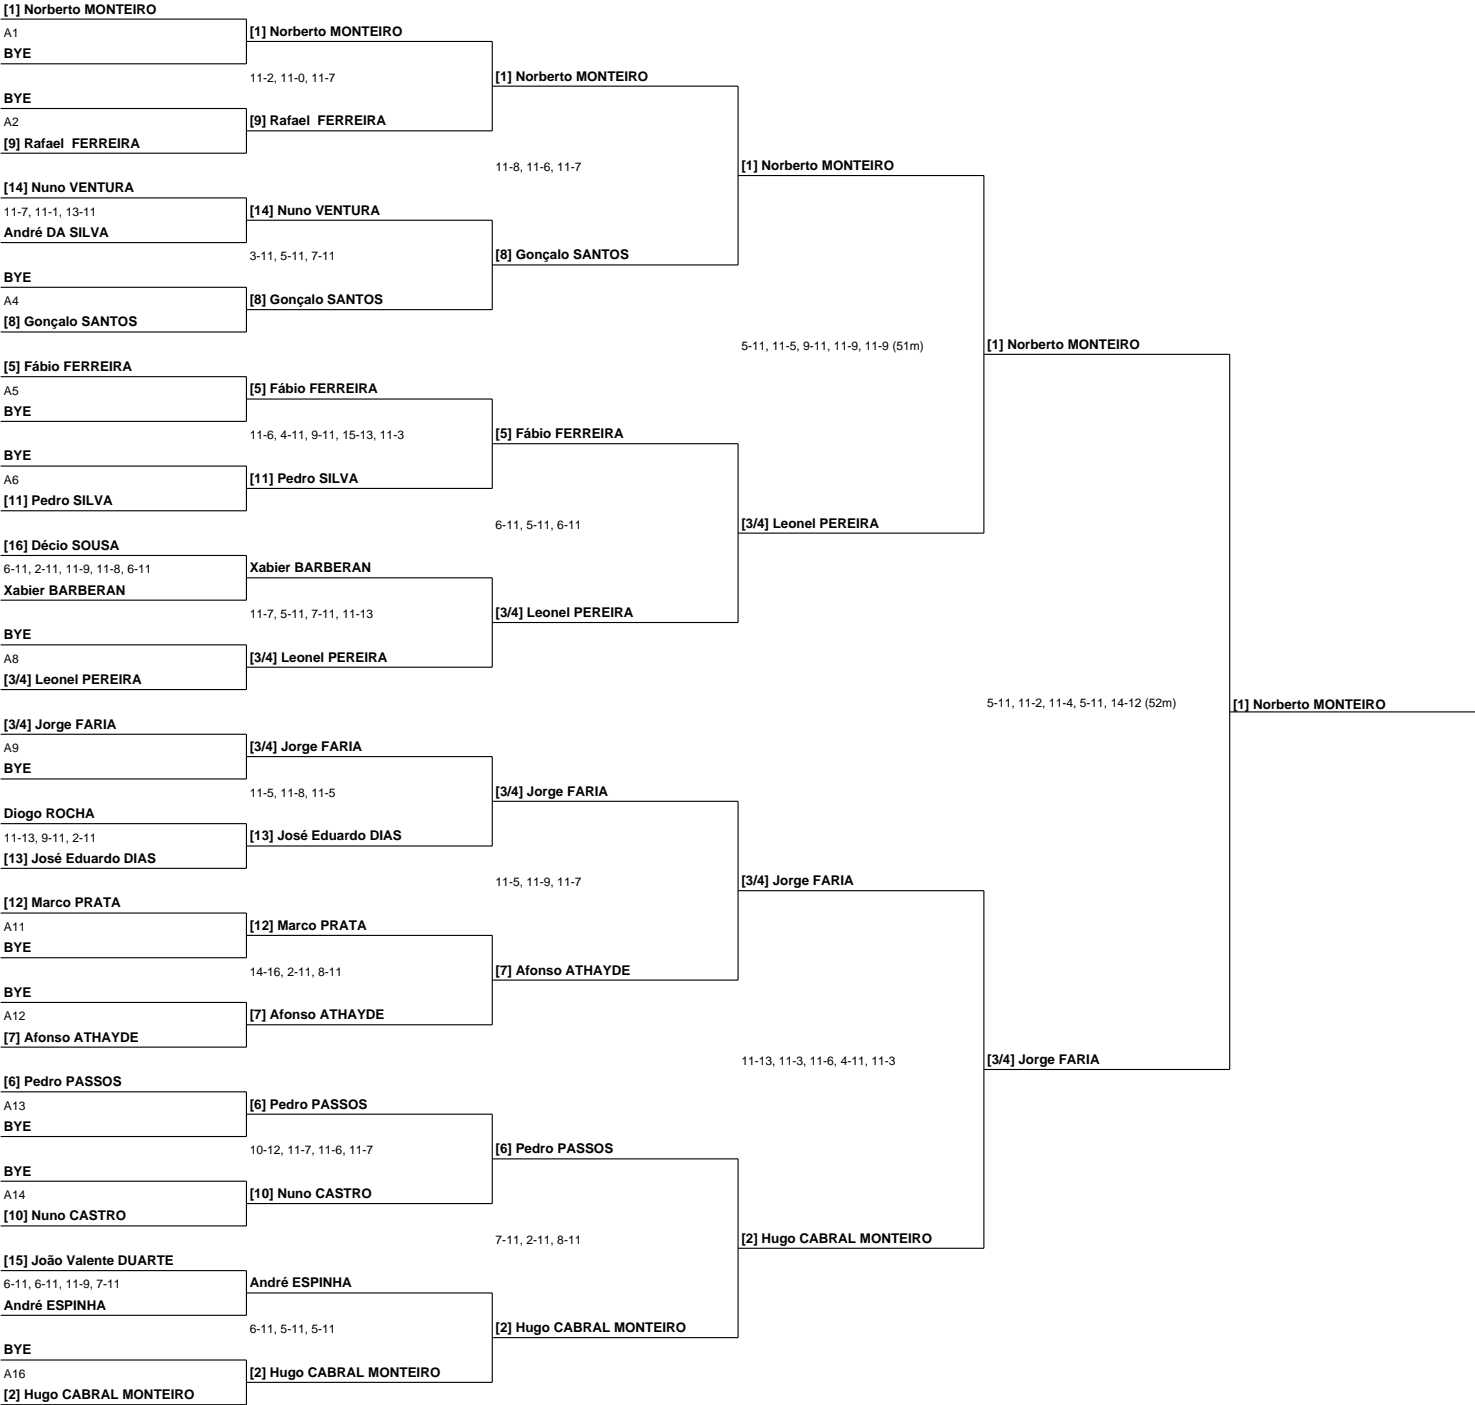 [1] Norberto MONTEIRO
A1
BYE
BYE
A2
[9] Rafael  FERREIRA
[14] Nuno VENTURA
11-7, 11-1, 13-11
André DA SILVA
BYE
A4
[8] Gonçalo SANTOS
[5] Fábio FERREIRA
A5
BYE
BYE
A6
[11] Pedro SILVA
[16] Décio SOUSA
6-11, 2-11, 11-9, 11-8, 6-11
Xabier BARBERAN
BYE
A8
[3/4] Leonel PEREIRA
[3/4] Jorge FARIA
A9
BYE
Diogo ROCHA
11-13, 9-11, 2-11
[13] José Eduardo DIAS
[12] Marco PRATA
A11
BYE
BYE
A12
[7] Afonso ATHAYDE
[6] Pedro PASSOS
A13
BYE
BYE
A14
[10] Nuno CASTRO
[15] João Valente DUARTE
6-11, 6-11, 11-9, 7-11
André ESPINHA
BYE
A16
[2] Hugo CABRAL MONTEIRO
[1] Norberto MONTEIRO
11-2, 11-0, 11-7
[9] Rafael  FERREIRA
[14] Nuno VENTURA
3-11, 5-11, 7-11
[8] Gonçalo SANTOS
[5] Fábio FERREIRA
11-6, 4-11, 9-11, 15-13, 11-3
[11] Pedro SILVA
Xabier BARBERAN
11-7, 5-11, 7-11, 11-13
[3/4] Leonel PEREIRA
[3/4] Jorge FARIA
11-5, 11-8, 11-5
[13] José Eduardo DIAS
[12] Marco PRATA
14-16, 2-11, 8-11
[7] Afonso ATHAYDE
[6] Pedro PASSOS
10-12, 11-7, 11-6, 11-7
[10] Nuno CASTRO
André ESPINHA
6-11, 5-11, 5-11
[2] Hugo CABRAL MONTEIRO
[1] Norberto MONTEIRO
11-8, 11-6, 11-7
[8] Gonçalo SANTOS
[5] Fábio FERREIRA
6-11, 5-11, 6-11
[3/4] Leonel PEREIRA
[3/4] Jorge FARIA
11-5, 11-9, 11-7
[7] Afonso ATHAYDE
[6] Pedro PASSOS
7-11, 2-11, 8-11
[2] Hugo CABRAL MONTEIRO
[1] Norberto MONTEIRO
5-11, 11-5, 9-11, 11-9, 11-9 (51m)
[3/4] Leonel PEREIRA
[3/4] Jorge FARIA
11-13, 11-3, 11-6, 4-11, 11-3
[2] Hugo CABRAL MONTEIRO
[1] Norberto MONTEIRO
5-11, 11-2, 11-4, 5-11, 14-12 (52m)
[3/4] Jorge FARIA
[1] Norberto MONTEIRO